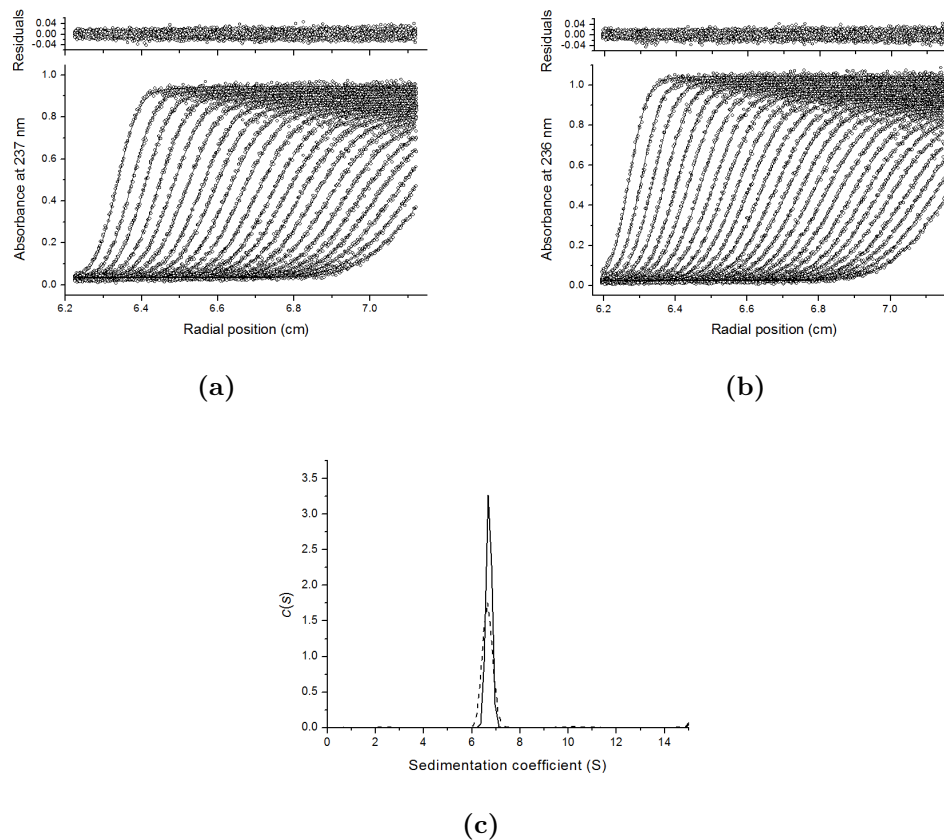 Residuals
0.04
0.00
-0.04
Absorbance at 237 nm
1.0
0.8
0.6
0.4
0.2
0.0
6.2 6.4 6.6 6.8 7.0
Radial position (cm)
(a)
Residuals
0.04
0.00
-0.04
Absorbance at 236 nm
1.0
0.8
0.6
0.4
0.2
0.0
6.2 6.4 6.6 6.8 7.0
Radial position (cm)
(b)
c(s)
3.5
3.0
2.5
2.0
1.5
1.0
0.5
0.0
0 2 4 6 8 10 12 14
Sedimentation coefficient (S)
(c)